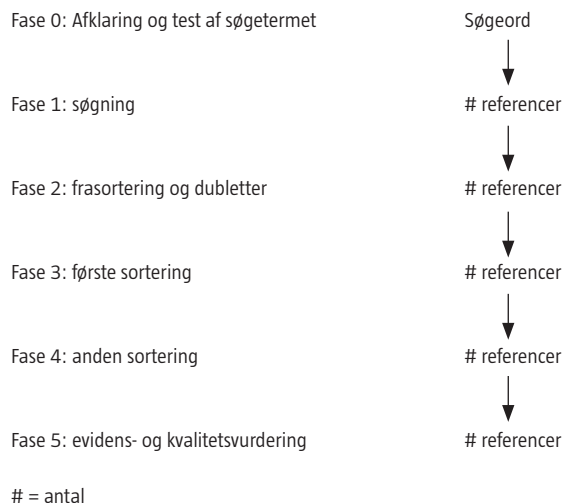 Fase 0: Afklaring og test af søgetermet Søgeord
Fase 1: søgning # referencer
Fase 2: frasortering og dubletter # referencer
Fase 3: første sortering # referencer
Fase 4: anden sortering # referencer
Fase 5: evidens- og kvalitetsvurdering # referencer
# = antal